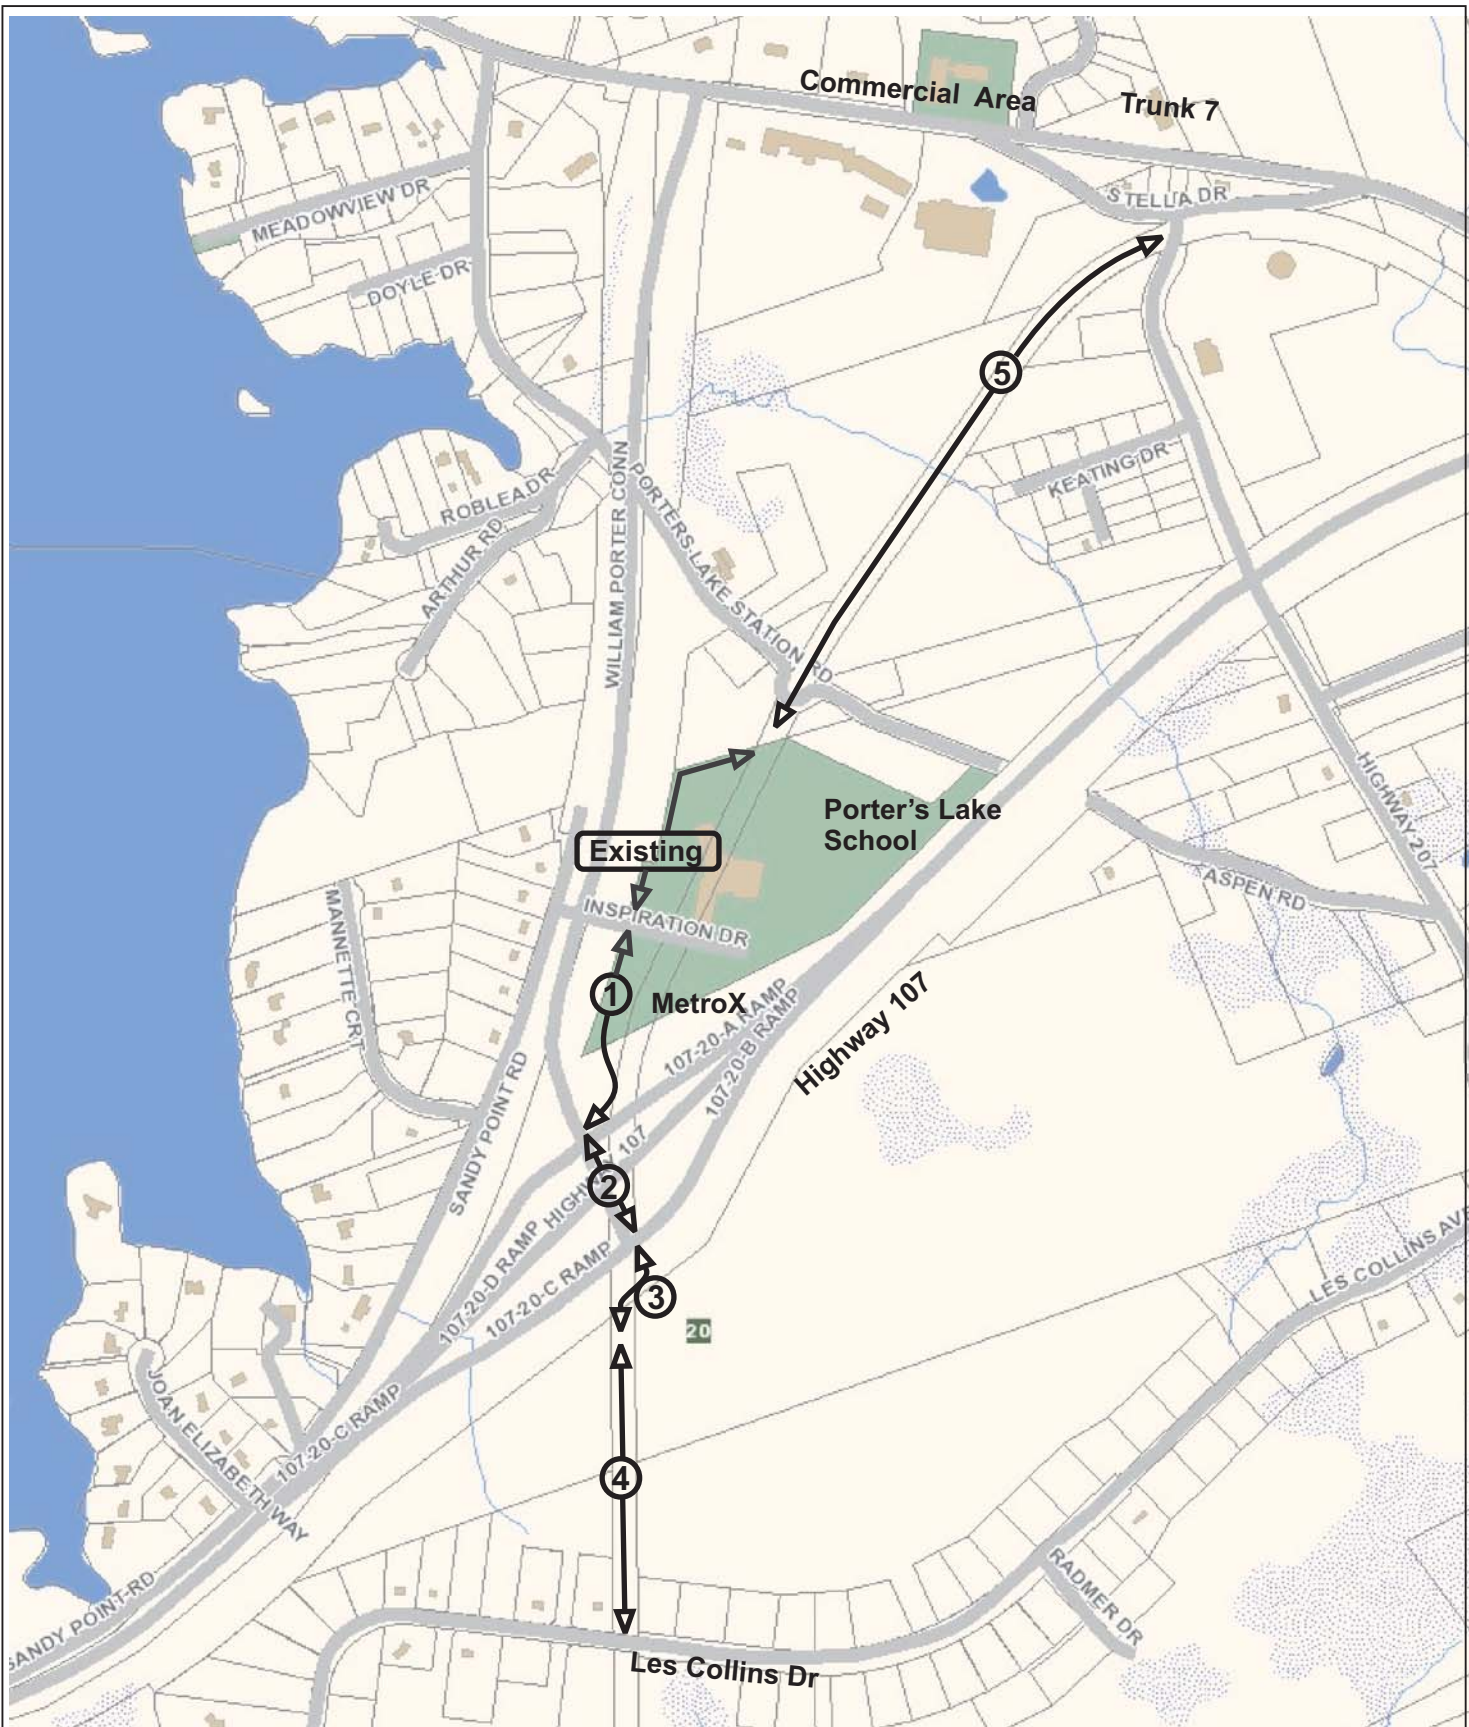 Commercial Area
Trunk 7
STELLA DR
MEADOWVIEW DR
DOYLE DR
5
KEATING DR
ROBLEA DR
ARTHUR RD
WILLIAM PORTER CONN
PORTERS LAKE STATION RD
HIGHWAY 207
Porter's Lake
School
Existing
ASPEN RD
INSPIRATION DR
MANNETTE CRT
1
MetroX
107-20-A RAMP
107-20-B RAMP
Highway 107
SANDY POINT RD
HIGHWAY 107
2
107-20-D RAMP
107-20-C RAMP
3
20
LES COLLINS AVE
JOAN ELIZABETH WAY
107-20-C RAMP
4
SANDY POINT RD
RADMER DR
Les Collins Dr